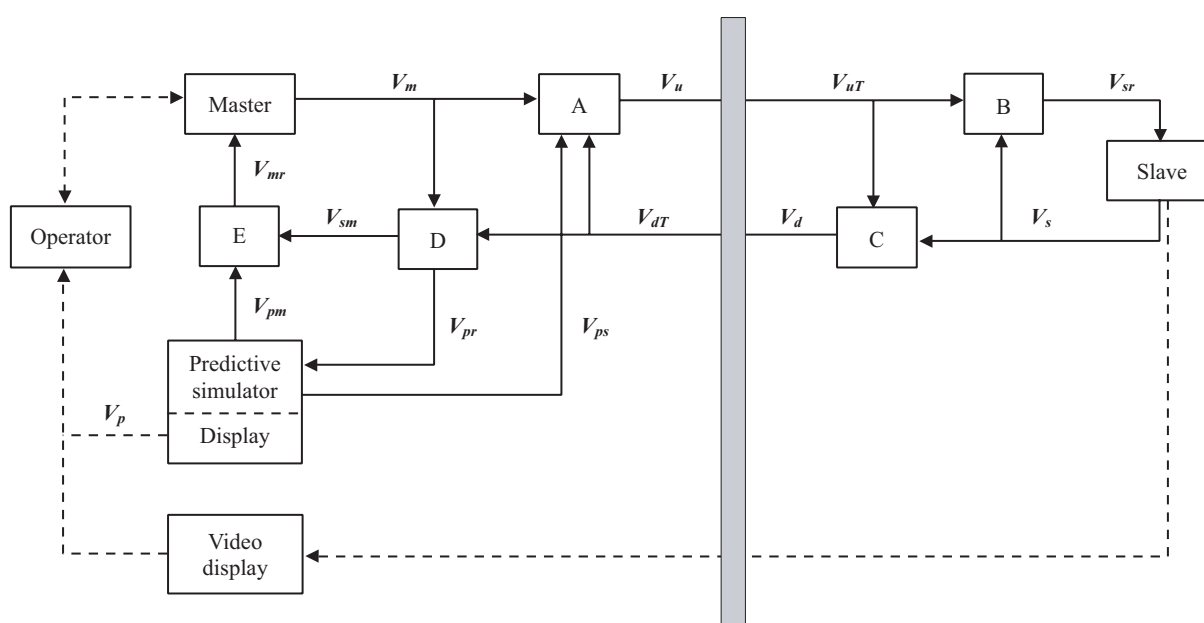 V_m
V_u
V_uT
V_sr
Master
A
B
Slave
V_mr
Operator
E
V_sm
D
V_dT
V_d
C
V_s
V_pm
V_pr
V_ps
Predictive
simulator
V_p
Display
Video
display